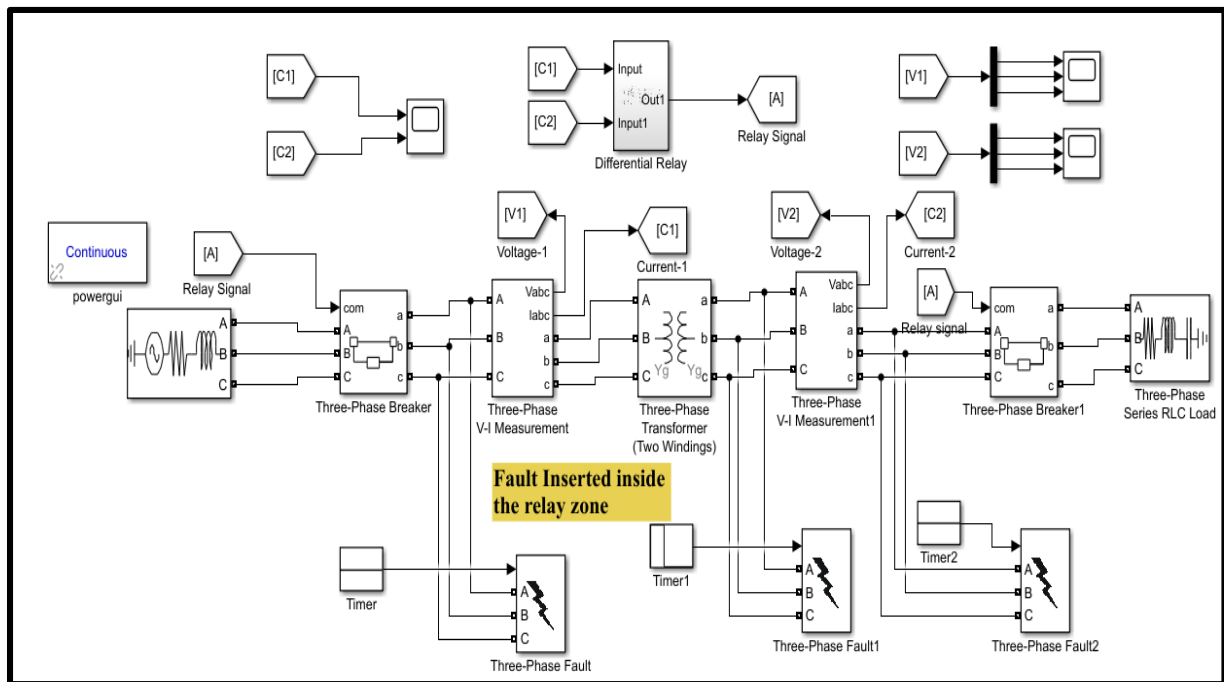 [C1]
[C2]
[C1]
[C2]
Input
Input1
Out1
Differential Relay
[A]
Relay Signal
[V1]
[V2]
Continuous
powergui
[A]
Relay Signal
[V1]
Voltage-1
[C1]
Current-1
[V2]
Voltage-2
[C2]
Current-2
[A]
Relay signal
A
B
C
com
A
B
C
a
b
c
Three-Phase Breaker
A
B
C
Vabc
Iabc
a
b
c
Three-Phase
V-I Measurement
A
B
C
a
b
c
Yg
Yg
Three-Phase
Transformer
(Two Windings)
A
B
C
Vabc
Iabc
a
b
c
Three-Phase
V-I Measurement1
com
A
B
C
a
b
c
Three-Phase Breaker1
A
B
C
Three-Phase
Series RLC Load
Fault Inserted inside
the relay zone
Timer
A
B
C
Three-Phase Fault
Timer1
A
B
C
Three-Phase Fault1
Timer2
A
B
C
Three-Phase Fault2